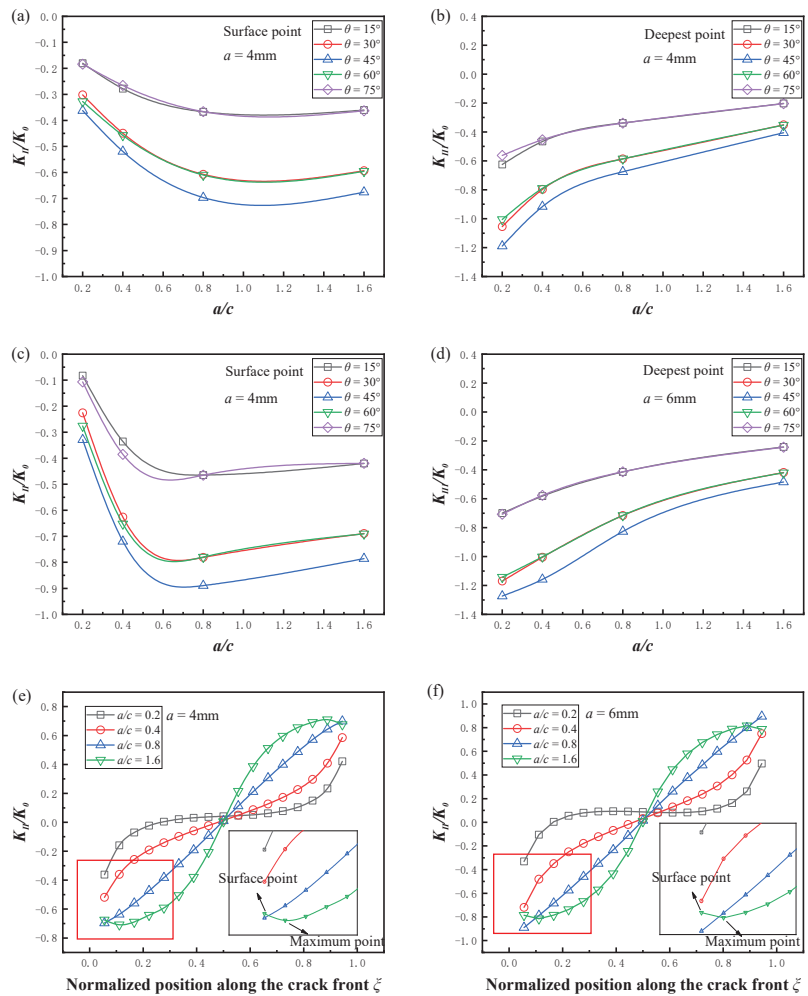 (a)
0.0
-0.1
-0.2
-0.3
-0.4
-0.5
-0.6
-0.7
-0.8
-0.9
-1.0
K_II/K_0
0.2 0.4 0.6 0.8 1.0 1.2 1.4 1.6
a/c
Surface point
a = 4mm
θ = 15°
θ = 30°
θ = 45°
θ = 60°
θ = 75°
(b)
0.4
0.2
0.0
-0.2
-0.4
-0.6
-0.8
-1.0
-1.2
-1.4
K_III/K_0
0.2 0.4 0.6 0.8 1.0 1.2 1.4 1.6
a/c
Deepest point
a = 4mm
θ = 15°
θ = 30°
θ = 45°
θ = 60°
θ = 75°
(c)
0.0
-0.1
-0.2
-0.3
-0.4
-0.5
-0.6
-0.7
-0.8
-0.9
-1.0
K_II/K_0
0.2 0.4 0.6 0.8 1.0 1.2 1.4 1.6
a/c
Surface point
a = 4mm
θ = 15°
θ = 30°
θ = 45°
θ = 60°
θ = 75°
(d)
0.4
0.2
0.0
-0.2
-0.4
-0.6
-0.8
-1.0
-1.2
-1.4
K_III/K_0
0.2 0.4 0.6 0.8 1.0 1.2 1.4 1.6
a/c
Deepest point
a = 6mm
θ = 15°
θ = 30°
θ = 45°
θ = 60°
θ = 75°
(e)
0.8
0.6
0.4
0.2
0.0
-0.2
-0.4
-0.6
-0.8
K_II/K_0
0.0 0.2 0.4 0.6 0.8 1.0
Normalized position along the crack front ξ
a/c = 0.2
a/c = 0.4
a/c = 0.8
a/c = 1.6
a = 4mm
Surface point
Maximum point
(f)
1.0
0.8
0.6
0.4
0.2
0.0
-0.2
-0.4
-0.6
-0.8
-1.0
K_II/K_0
0.0 0.2 0.4 0.6 0.8 1.0
Normalized position along the crack front ξ
a/c = 0.2
a/c = 0.4
a/c = 0.8
a/c = 1.6
a = 6mm
Surface point
Maximum point